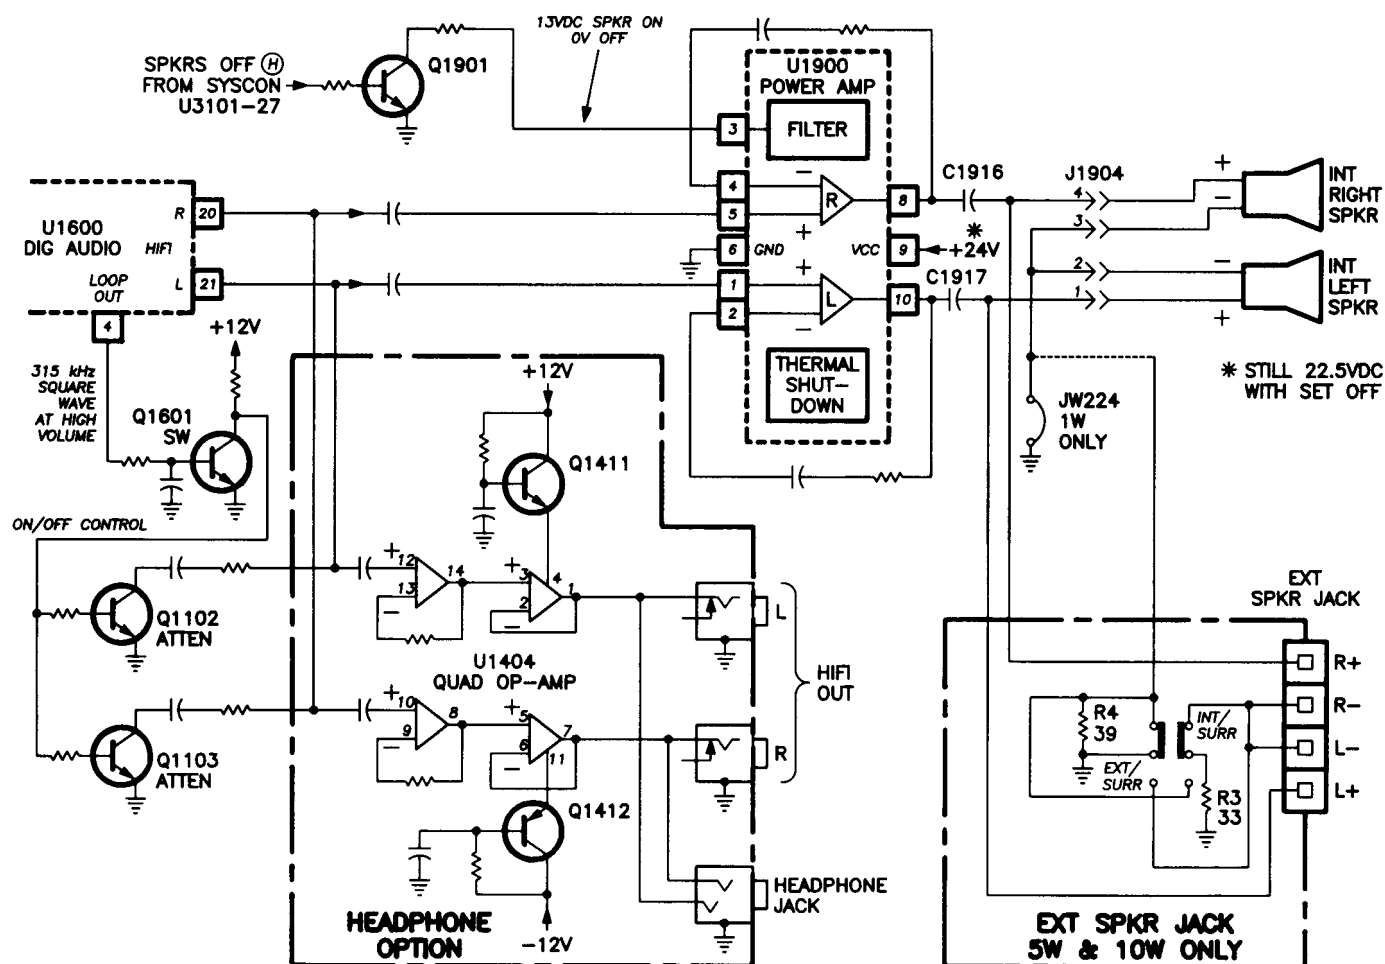 13VDC SPKR ON
0V OFF
SPKRS OFF (H)
FROM SYSCON
U3101-27
Q1901
U1900
POWER AMP
FILTER
3
4
5
6
GND
1
2
R
L
+
-
VCC
8
9
10
+24V
THERMAL
SHUT-
DOWN
C1916
*
C1917
J1904
4
3
2
1
+
-
INT
RIGHT
SPKR
-
+
INT
LEFT
SPKR
* STILL 22.5VDC
WITH SET OFF
JW224
1W
ONLY
U1600
DIG AUDIO
R
HIFI
L
LOOP
OUT
20
21
4
+12V
315 kHz
SQUARE
WAVE
AT HIGH
VOLUME
Q1601
SW
ON/OFF CONTROL
Q1102
ATTEN
Q1103
ATTEN
+12V
Q1411
+
12
13
-
14
+
3
2
-
4
1
U1404
QUAD OP-AMP
+
10
9
-
8
+
5
6
-
7
11
Q1412
-12V
HEADPHONE
OPTION
L
R
HIFI
OUT
HEADPHONE
JACK
EXT
SPKR JACK
R+
R-
L-
L+
R4
39
INT/
SURR
EXT/
SURR
R3
33
EXT SPKR JACK
5W & 10W ONLY